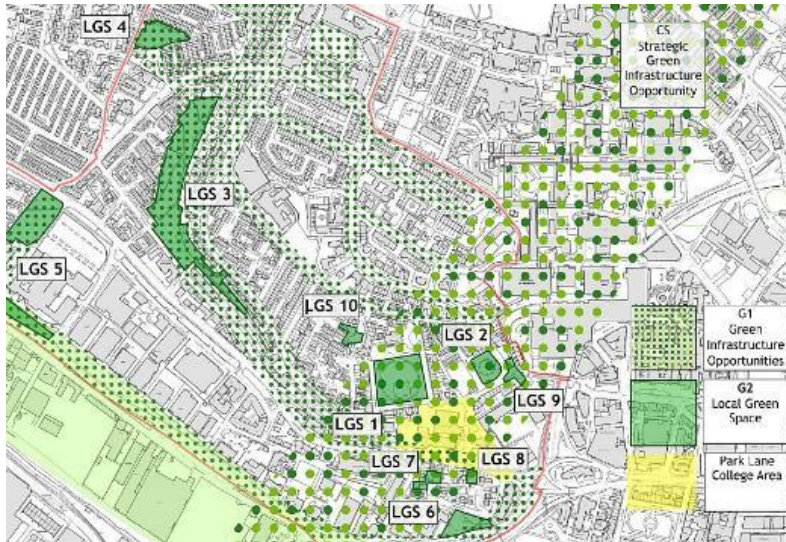 LGS 4
CS
Strategic
Green
Infrastructure
Opportunity
LGS 3
LGS 5
LGS 10
LGS 2
G1
Green
Infrastructure
Opportunities
LGS 9
G2
Local Green
Space
LGS 1
LGS 7
LGS 8
Park Lane
College Area
LGS 6